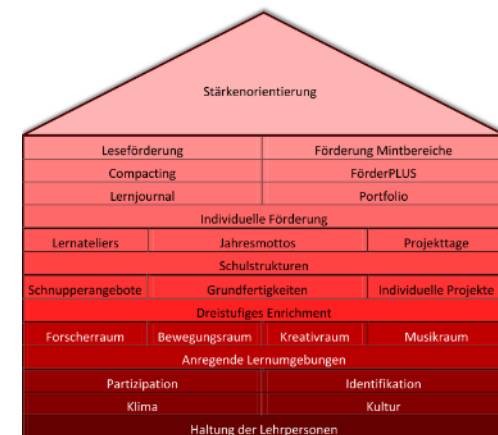 Stärkenorientierung
Leseförderung Förderung Mintbereiche
Compacting FörderPLUS
Lernjournal Portfolio
Individuelle Förderung
Lernateliers Jahresmottos Projekttage
Schulstrukturen
Schnupperangebote Grundfertigkeiten Individuelle Projekte
Dreistufiges Enrichment
Forscherraum Bewegungsraum Kreativraum Musikraum
Anregende Lernumgebungen
Partizipation Identifikation
Klima Kultur
Haltung der Lehrpersonen